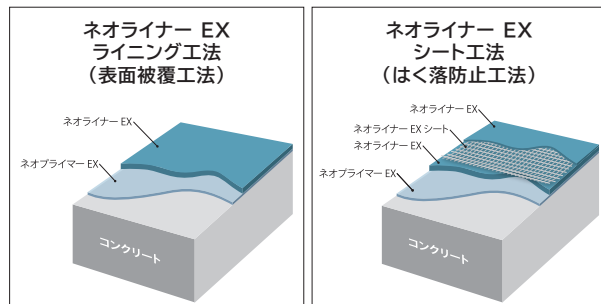 ネオライナー EX
ライニング工法
（表面被覆工法）
ネオライナー EX
ネオプライマー EX
コンクリート
ネオライナー EX
シート工法
（はく落防止工法）
ネオライナー EX
ネオライナー EX シート
ネオライナー EX
ネオプライマー EX
コンクリート